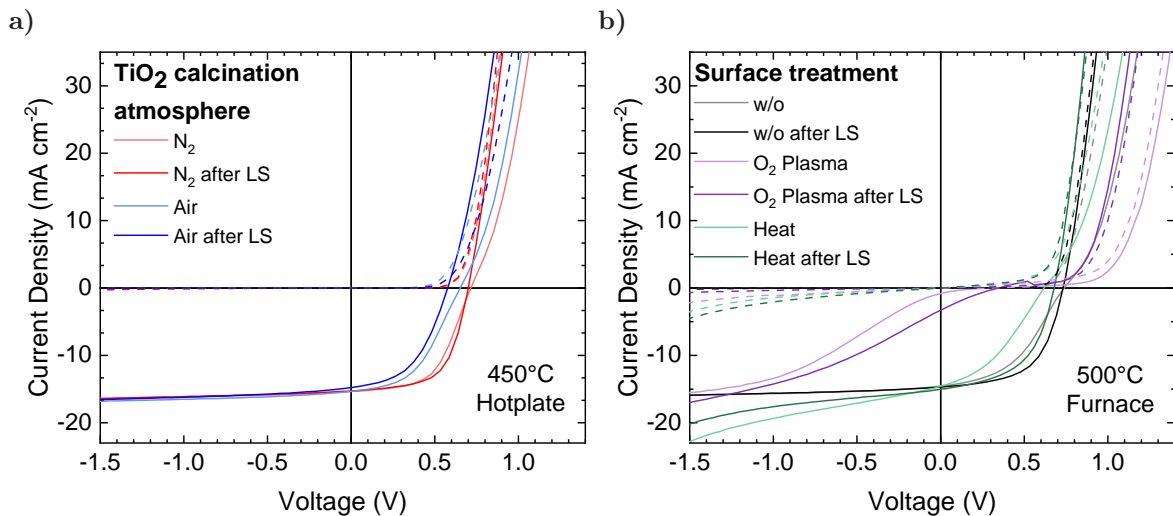 a)
TiO2 calcination
atmosphere
N2
N2 after LS
Air
Air after LS
450°C
Hotplate
30
20
10
0
-10
-20
-1.5
-1.0
-0.5
0.0
0.5
1.0
Current Density (mA cm-2)
Voltage (V)
b)
Surface treatment
w/o
w/o after LS
O2 Plasma
O2 Plasma after LS
Heat
Heat after LS
500°C
Furnace
30
20
10
0
-10
-20
-1.5
-1.0
-0.5
0.0
0.5
1.0
Current Density (mA cm-2)
Voltage (V)